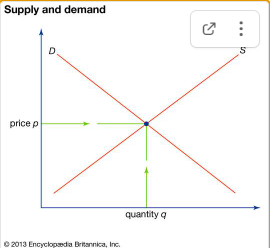 Supply and demand
D
S
price p
quantity q
© 2013 Encyclopædia Britannica, Inc.